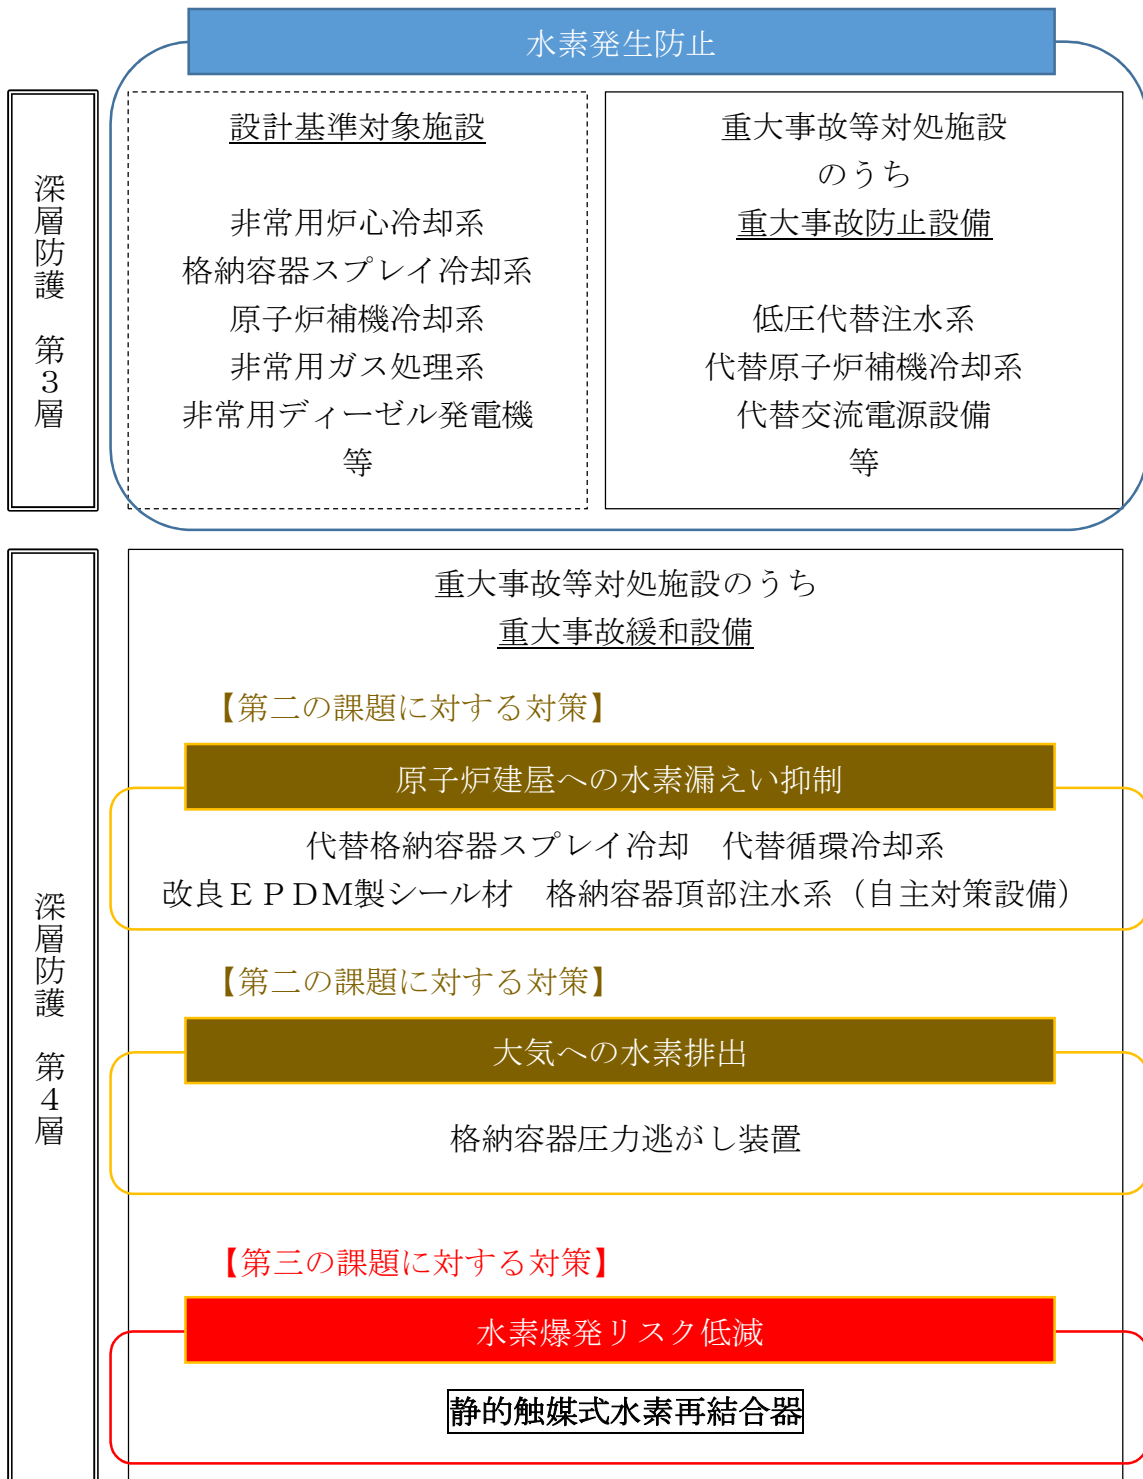 水素発生防止
深層防護　第３層
設計基準対象施設
非常用炉心冷却系
格納容器スプレイ冷却系
原子炉補機冷却系
非常用ガス処理系
非常用ディーゼル発電機
等
重大事故等対処施設
のうち
重大事故防止設備
低圧代替注水系
代替原子炉補機冷却系
代替交流電源設備
等
深層防護　第４層
重大事故等対処施設のうち
重大事故緩和設備
【第二の課題に対する対策】
原子炉建屋への水素漏えい抑制
代替格納容器スプレイ冷却　代替循環冷却系
改良ＥＰＤＭ製シール材　格納容器頂部注水系（自主対策設備）
【第二の課題に対する対策】
大気への水素排出
格納容器圧力逃がし装置
【第三の課題に対する対策】
水素爆発リスク低減
静的触媒式水素再結合器